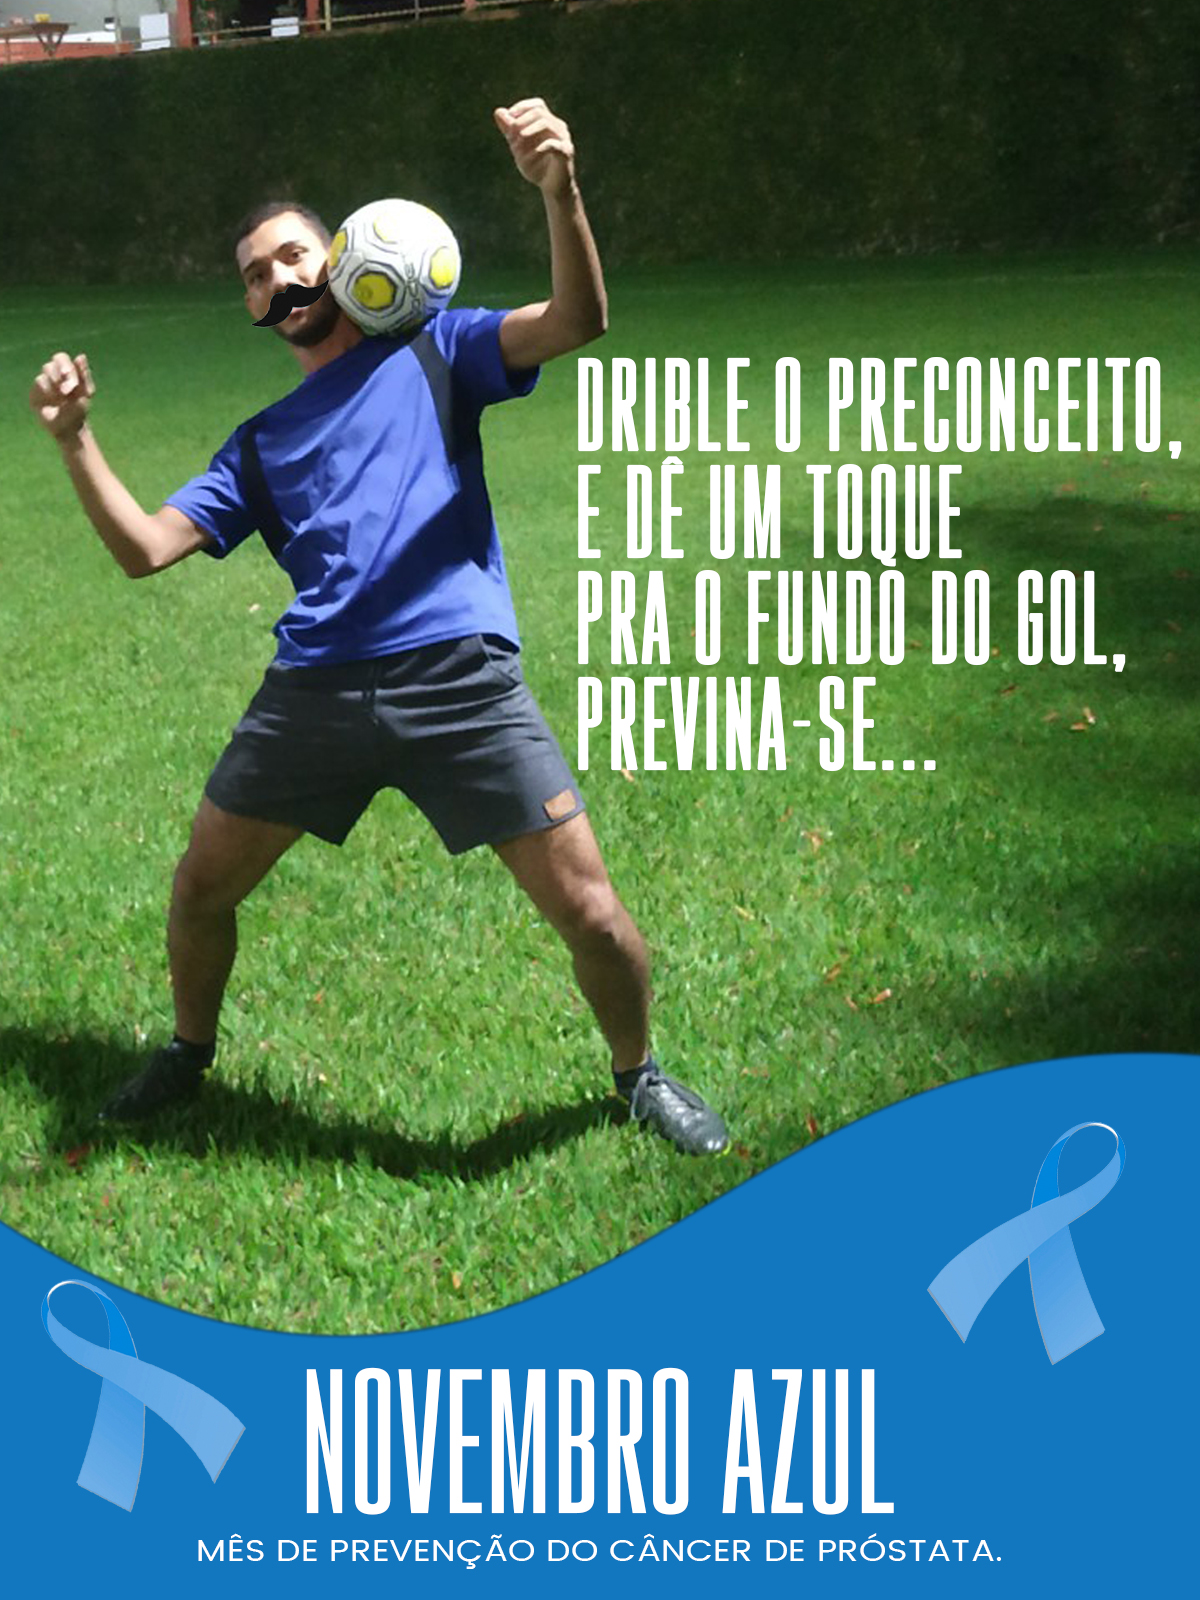 DRIBLE O PRECONCEITO,
E DÊ UM TOQUE
PRA O FUNDO DO GOL,
PREVINA-SE...
NOVEMBRO AZUL
MÊS DE PREVENÇÃO DO CÂNCER DE PRÓSTATA.